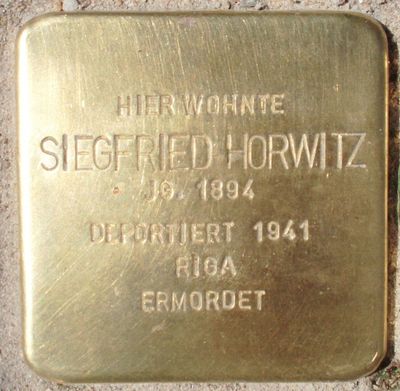 HIER WOHNTE
SIEGFRIED HORWITZ
JG. 1894
DEPORTIERT 1941
RIGA
ERMORDET